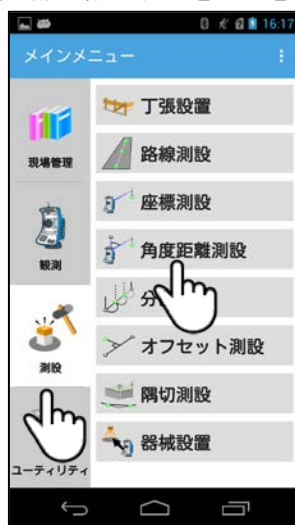 16:17
メインメニュー
丁張設置
路線測設
現場管理
座標測設
角度距離測設
観測
分
オフセット測設
測設
隅切測設
器械設置
ユーティリティ